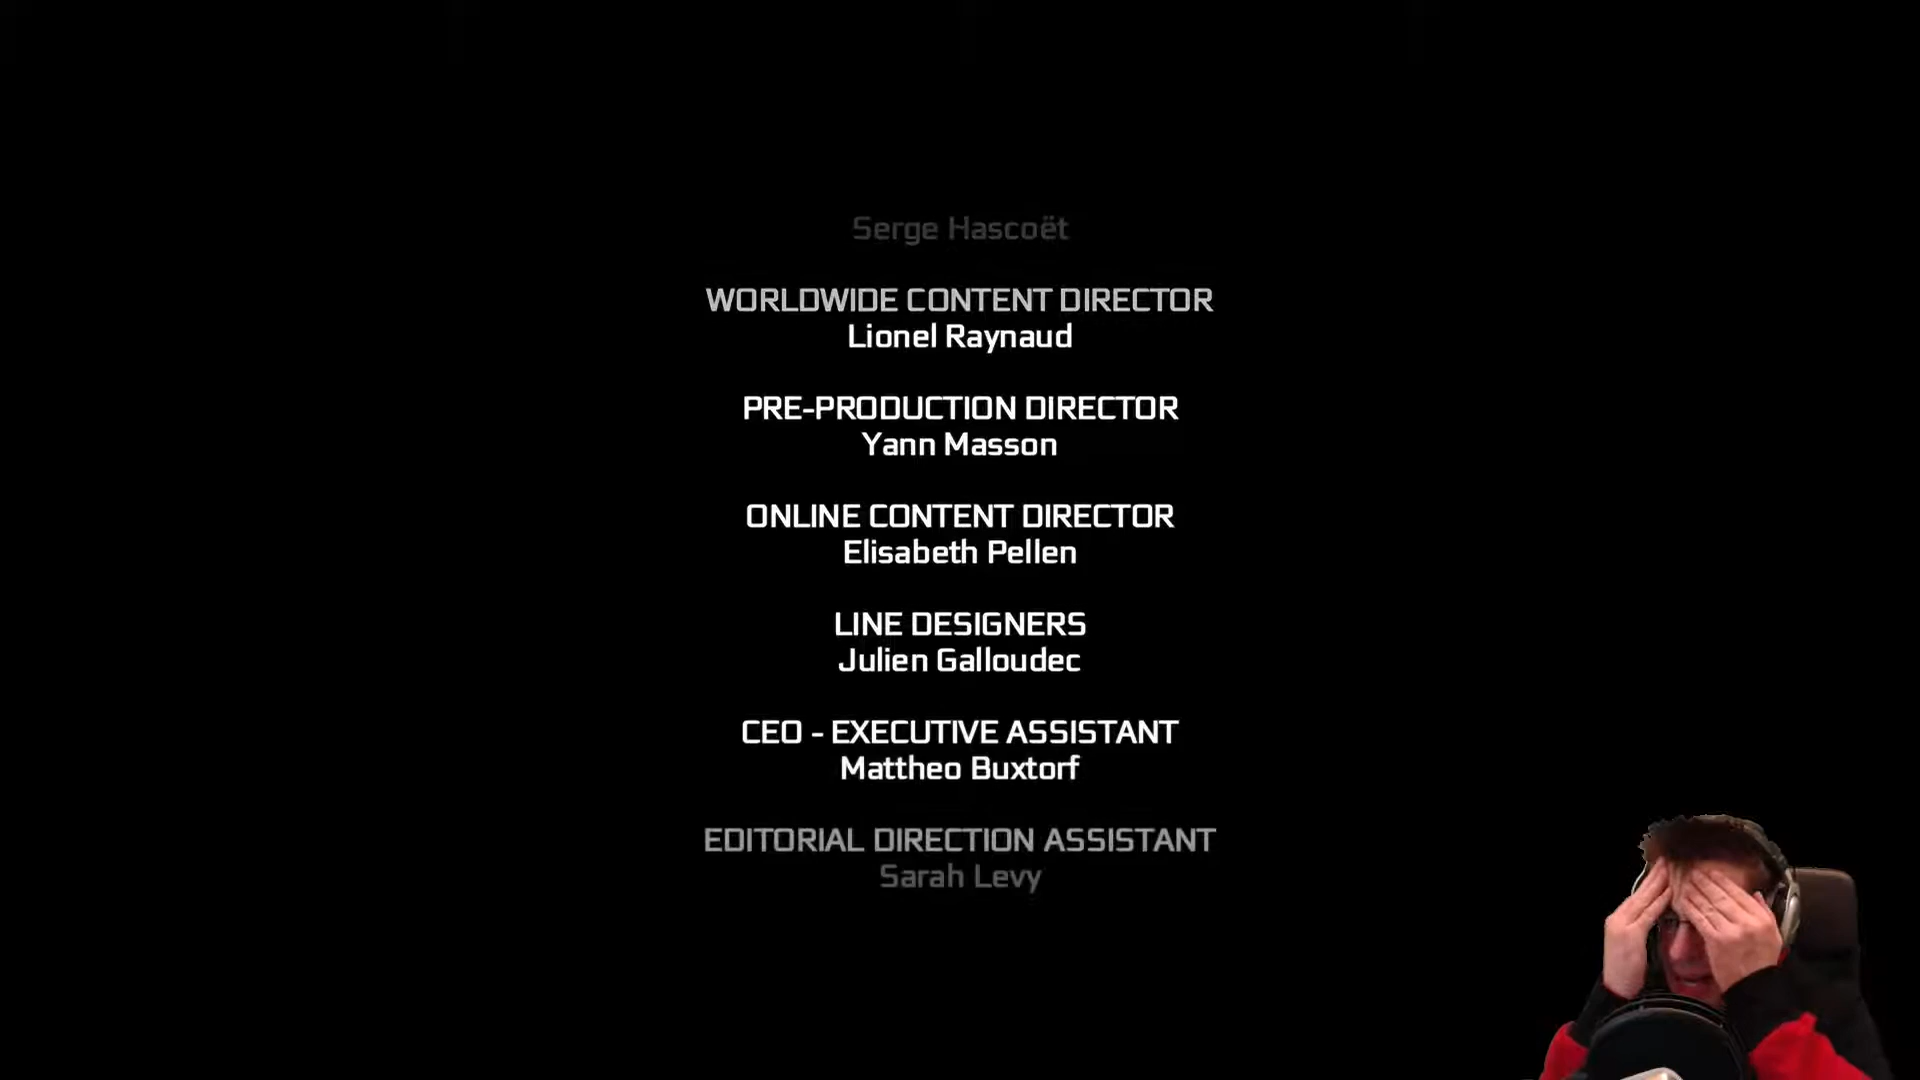 Serge Hascoët
WORLDWIDE CONTENT DIRECTOR
Lionel Raynaud
PRE-PRODUCTION DIRECTOR
Yann Masson
ONLINE CONTENT DIRECTOR
Elisabeth Pellen
LINE DESIGNERS
Julien Galloudec
CEO - EXECUTIVE ASSISTANT
Mattheo Buxtorf
EDITORIAL DIRECTION ASSISTANT
Sarah Levy